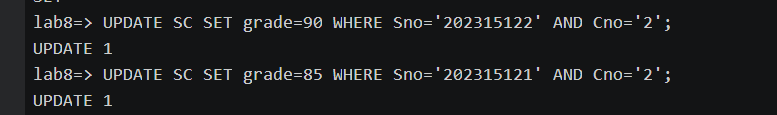 lab8=> UPDATE SC SET grade=90 WHERE Sno='202315122' AND Cno='2';
UPDATE 1
lab8=> UPDATE SC SET grade=85 WHERE Sno='202315121' AND Cno='2';
UPDATE 1